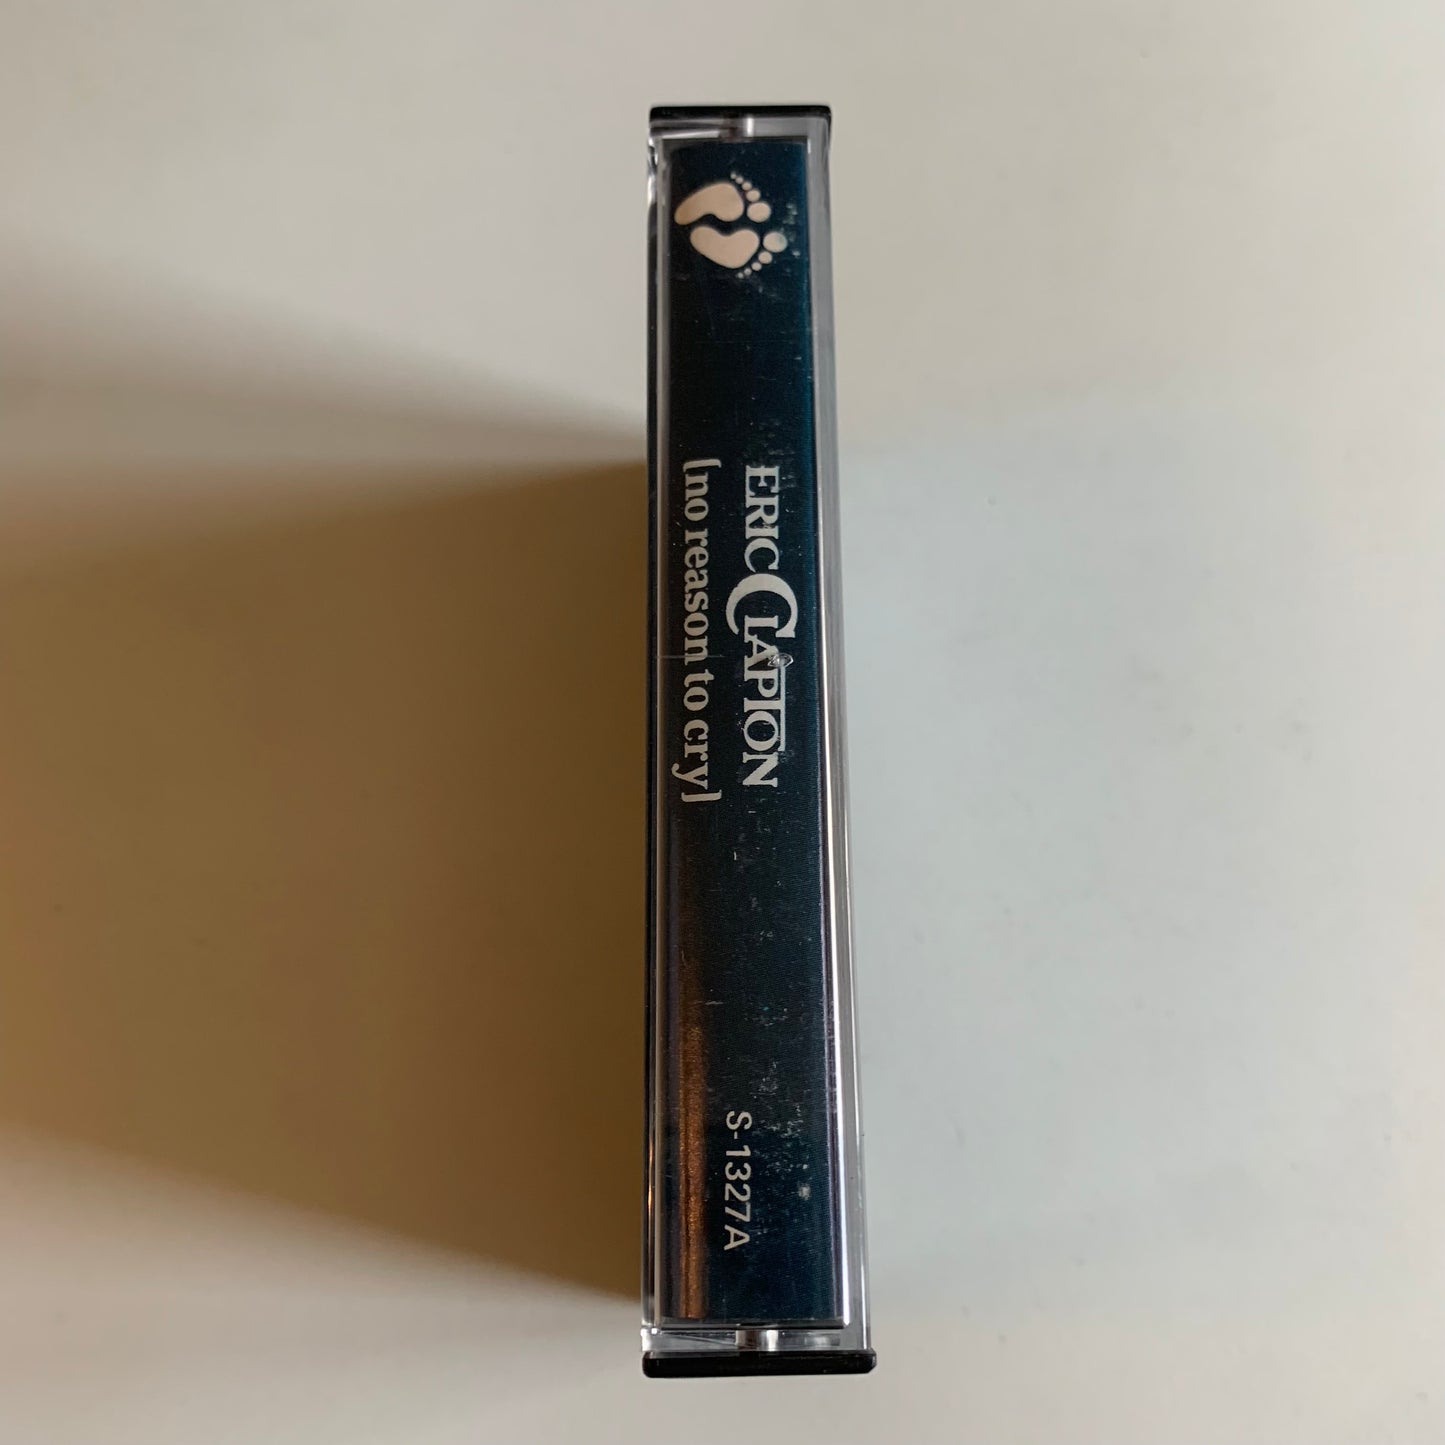 ERIC CLAPTON
[no reason to cry]
S-1327A